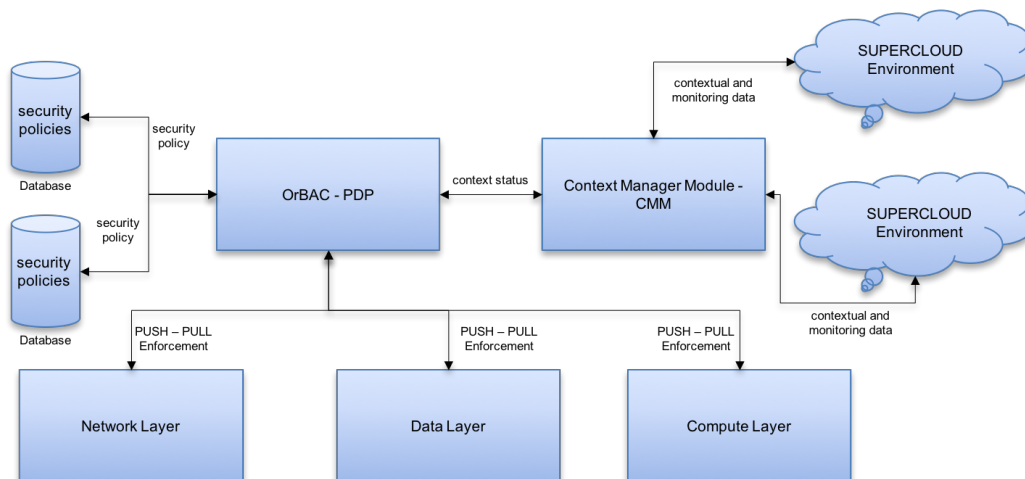 SUPERCLOUD
Environment
contextual and
monitoring data
security
policies
Database
security
policy
OrBAC - PDP
context status
Context Manager Module -
CMM
SUPERCLOUD
Environment
security
policy
security
policies
Database
contextual and
monitoring data
PUSH – PULL
Enforcement
PUSH – PULL
Enforcement
PUSH – PULL
Enforcement
Network Layer
Data Layer
Compute Layer